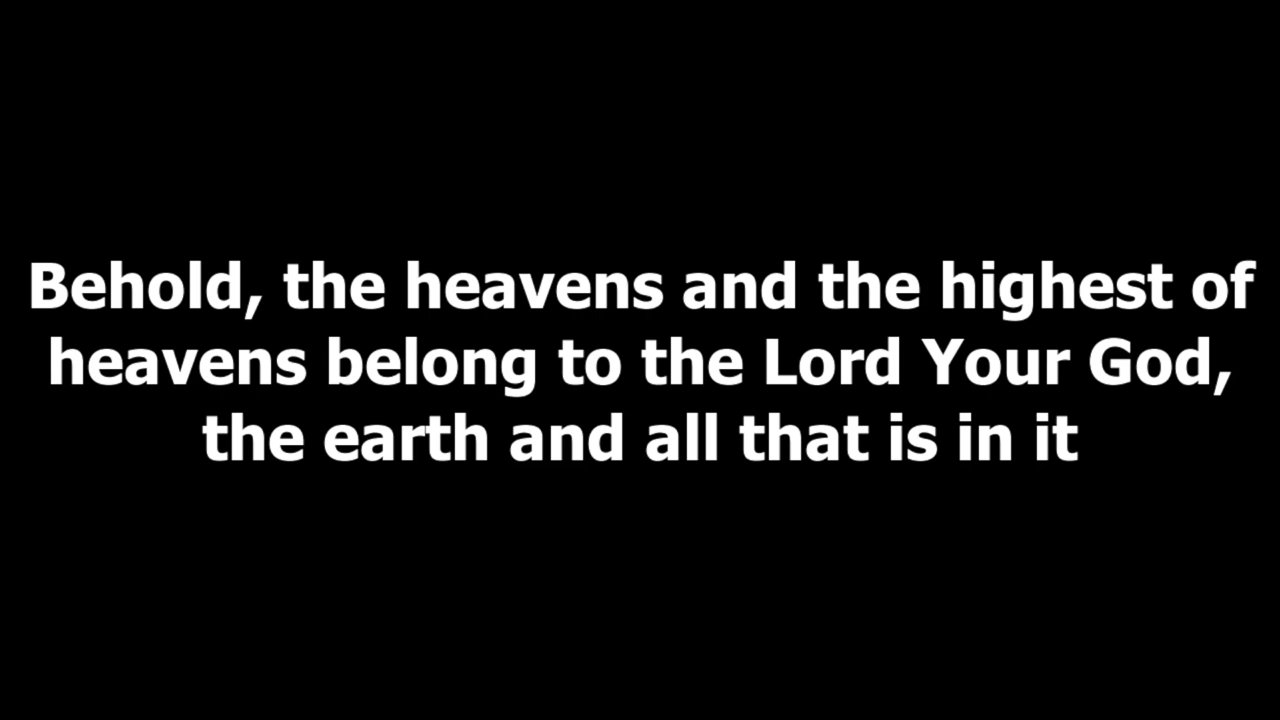 Behold, the heavens and the highest of
heavens belong to the Lord Your God,
the earth and all that is in it